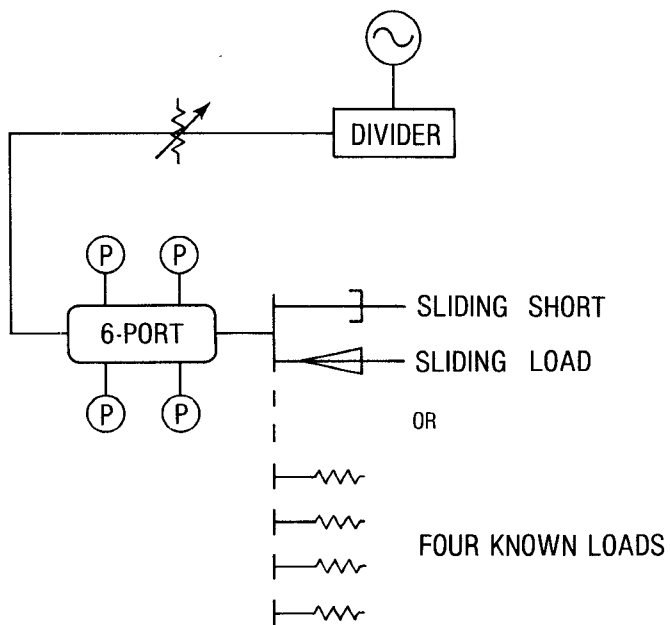 DIVIDER
P
P
6-PORT
P
P
SLIDING SHORT
SLIDING LOAD
OR
FOUR KNOWN LOADS